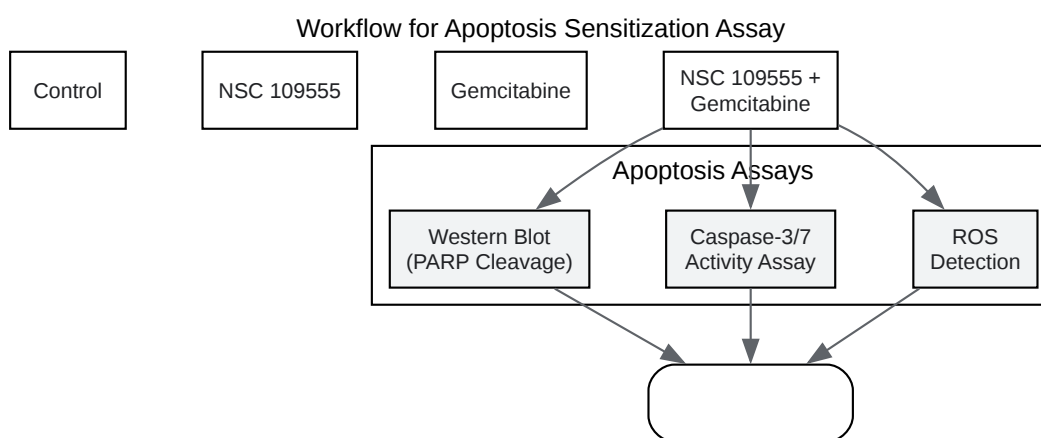 Workflow for Apoptosis Sensitization Assay
Control
NSC 109555
Gemcitabine
NSC 109555 +
Gemcitabine
Apoptosis Assays
Western Blot
(PARP Cleavage)
Caspase-3/7
Activity Assay
ROS
Detection